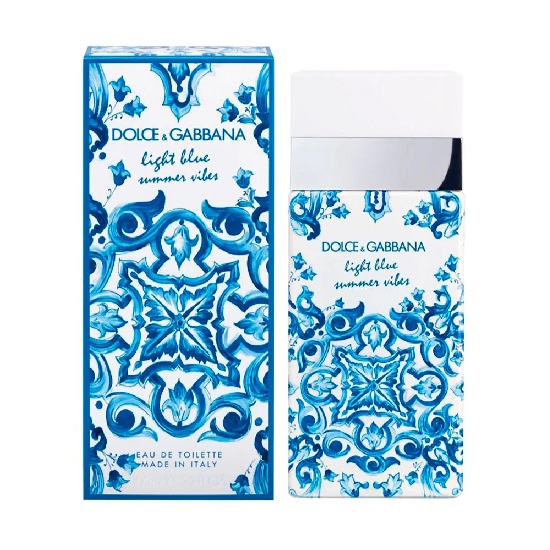 DOLCE & GABBANA
light blue
summer vibes
EAU DE TOILETTE
MADE IN ITALY
DOLCE & GABBANA
light blue
summer vibes